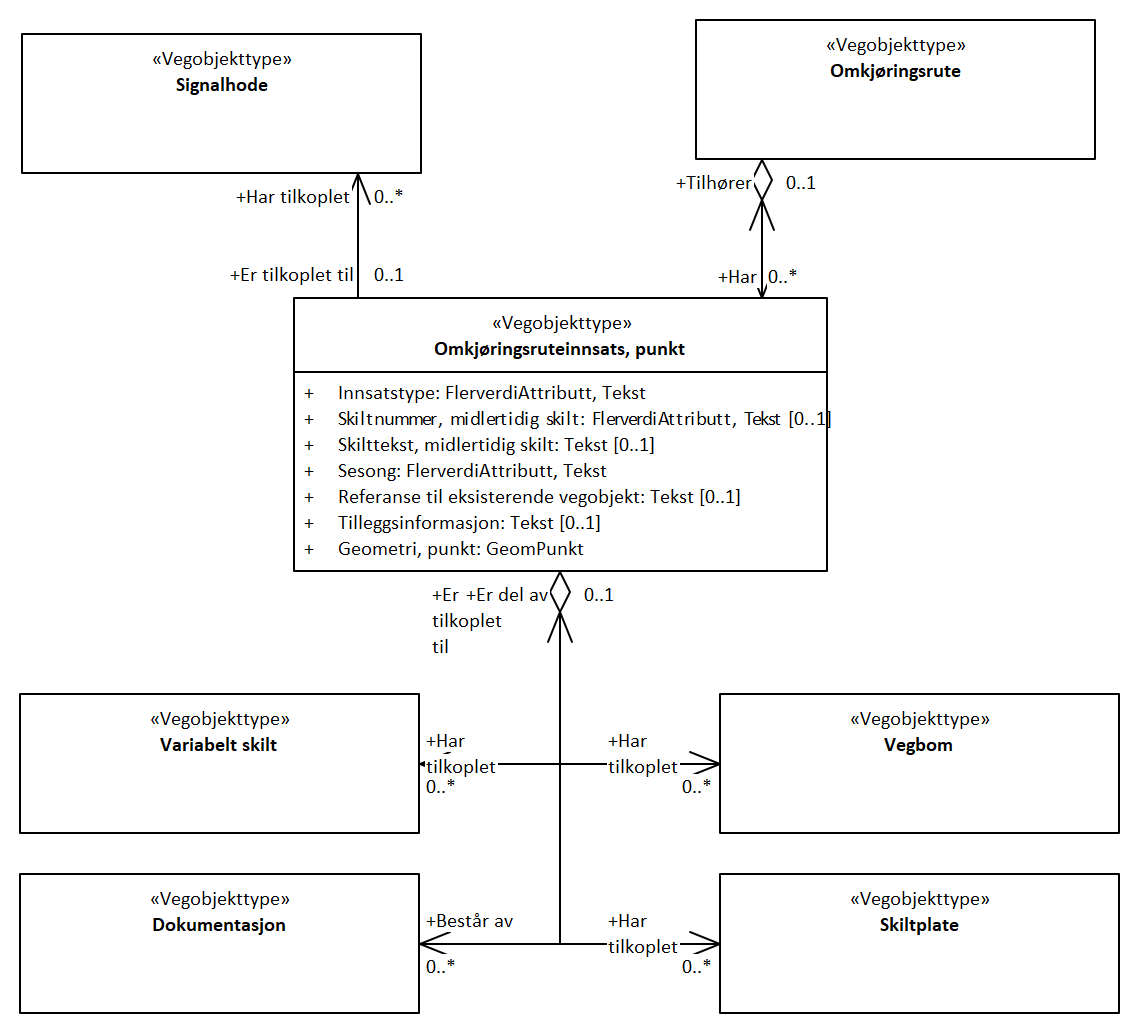 «Vegobjekttype»
Signalhode
«Vegobjekttype»
Omkjøringsrute
+Har tilkoplet 0..*
+Tilhører 0..1
+Er tilkoplet til 0..1
+Har 0..*
«Vegobjekttype»
Omkjøringsruteinnsats, punkt
+ Innsatstype: FlerverdiAttributt, Tekst
+ Skiltnummer, midlertidig skilt: FlerverdiAttributt, Tekst [0..1]
+ Skilttekst, midlertidig skilt: Tekst [0..1]
+ Sesong: FlerverdiAttributt, Tekst
+ Referanse til eksisterende vegobjekt: Tekst [0..1]
+ Tilleggsinformasjon: Tekst [0..1]
+ Geometri, punkt: GeomPunkt
+Er +Er del av 0..1
tilkoplet
til
«Vegobjekttype»
Variabelt skilt
+Har
tilkoplet
0..*
+Har
tilkoplet
0..*
«Vegobjekttype»
Vegbom
«Vegobjekttype»
Dokumentasjon
+Består av
0..*
+Har
tilkoplet
0..*
«Vegobjekttype»
Skiltplate